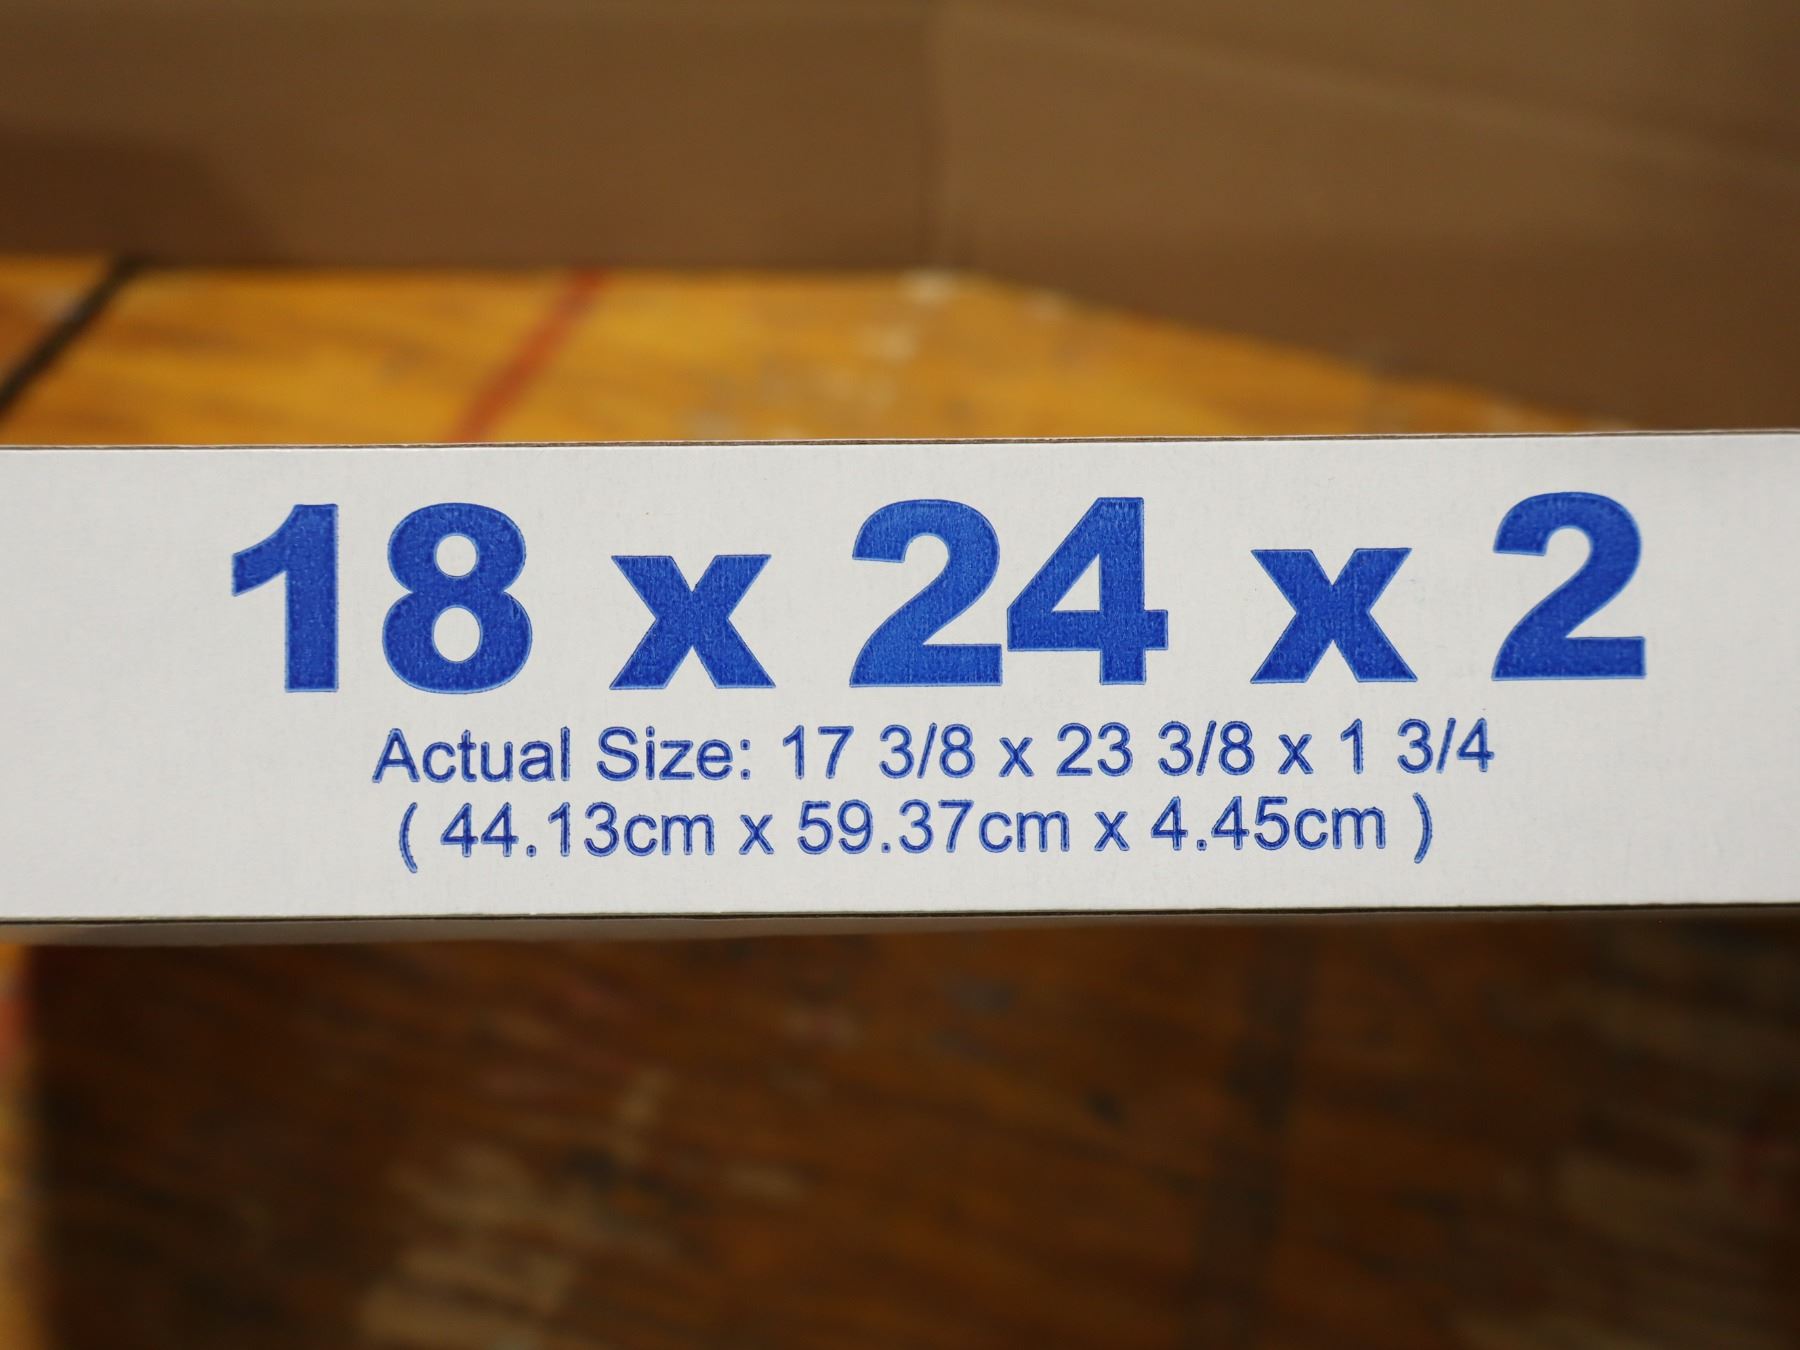 18 x 24 x 2
Actual Size: 17 3/8 x 23 3/8 x 1 3/4
( 44.13cm x 59.37cm x 4.45cm )